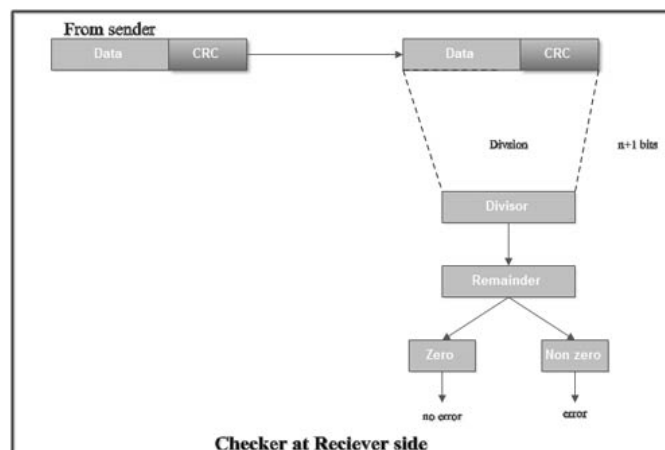 From sender
Data CRC
Data CRC
Divsion n+1 bits
Divisor
Remainder
Zero Non zero
no error error
Checker at Reciever side